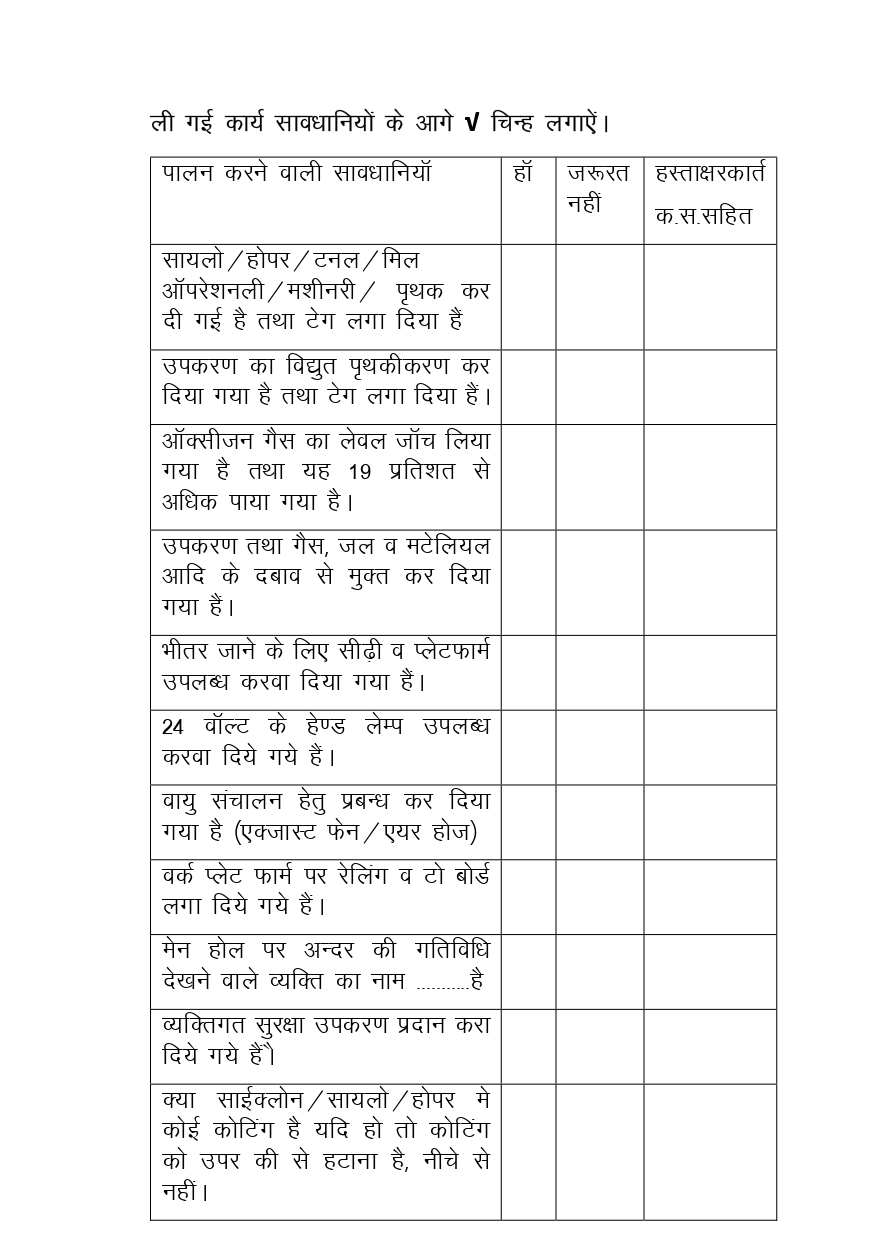 ली गई कार्य सावधानियों के आगे √ चिन्ह लगाऐं।
पालन करने वाली सावधानियॉ हॉ जरूरत नहीं हस्ताक्षरकार्त क.स.सहित
सायलो/होपर/टनल/मिल
ऑपरेशनली/मशीनरी/ पृथक कर
दी गई है तथा टेग लगा दिया हैं
उपकरण का विद्युत पृथकीकरण कर
दिया गया है तथा टेग लगा दिया हैं।
ऑक्सीजन गैस का लेवल जॉच लिया
गया है तथा यह 19 प्रतिशत से
अधिक पाया गया है।
उपकरण तथा गैस, जल व मटेलियल
आदि के दबाव से मुक्त कर दिया
गया हैं।
भीतर जाने के लिए सीढ़ी व प्लेटफार्म
उपलब्ध करवा दिया गया हैं।
24 वॉल्ट के हेण्ड लेम्प उपलब्ध
करवा दिये गये हैं।
वायु संचालन हेतु प्रबन्ध कर दिया
गया है (एक्जास्ट फेन/एयर होज)
वर्क प्लेट फार्म पर रेलिंग व टो बोर्ड
लगा दिये गये हैं।
मेन होल पर अन्दर की गतिविधि
देखने वाले व्यक्ति का नाम ...........है
व्यक्तिगत सुरक्षा उपकरण प्रदान करा
दिये गये हैं।ै
क्या साईक्लोन/सायलो/होपर मे
कोई कोटिंग है यदि हो तो कोटिंग
को उपर की से हटाना है, नीचे से
नहीं।